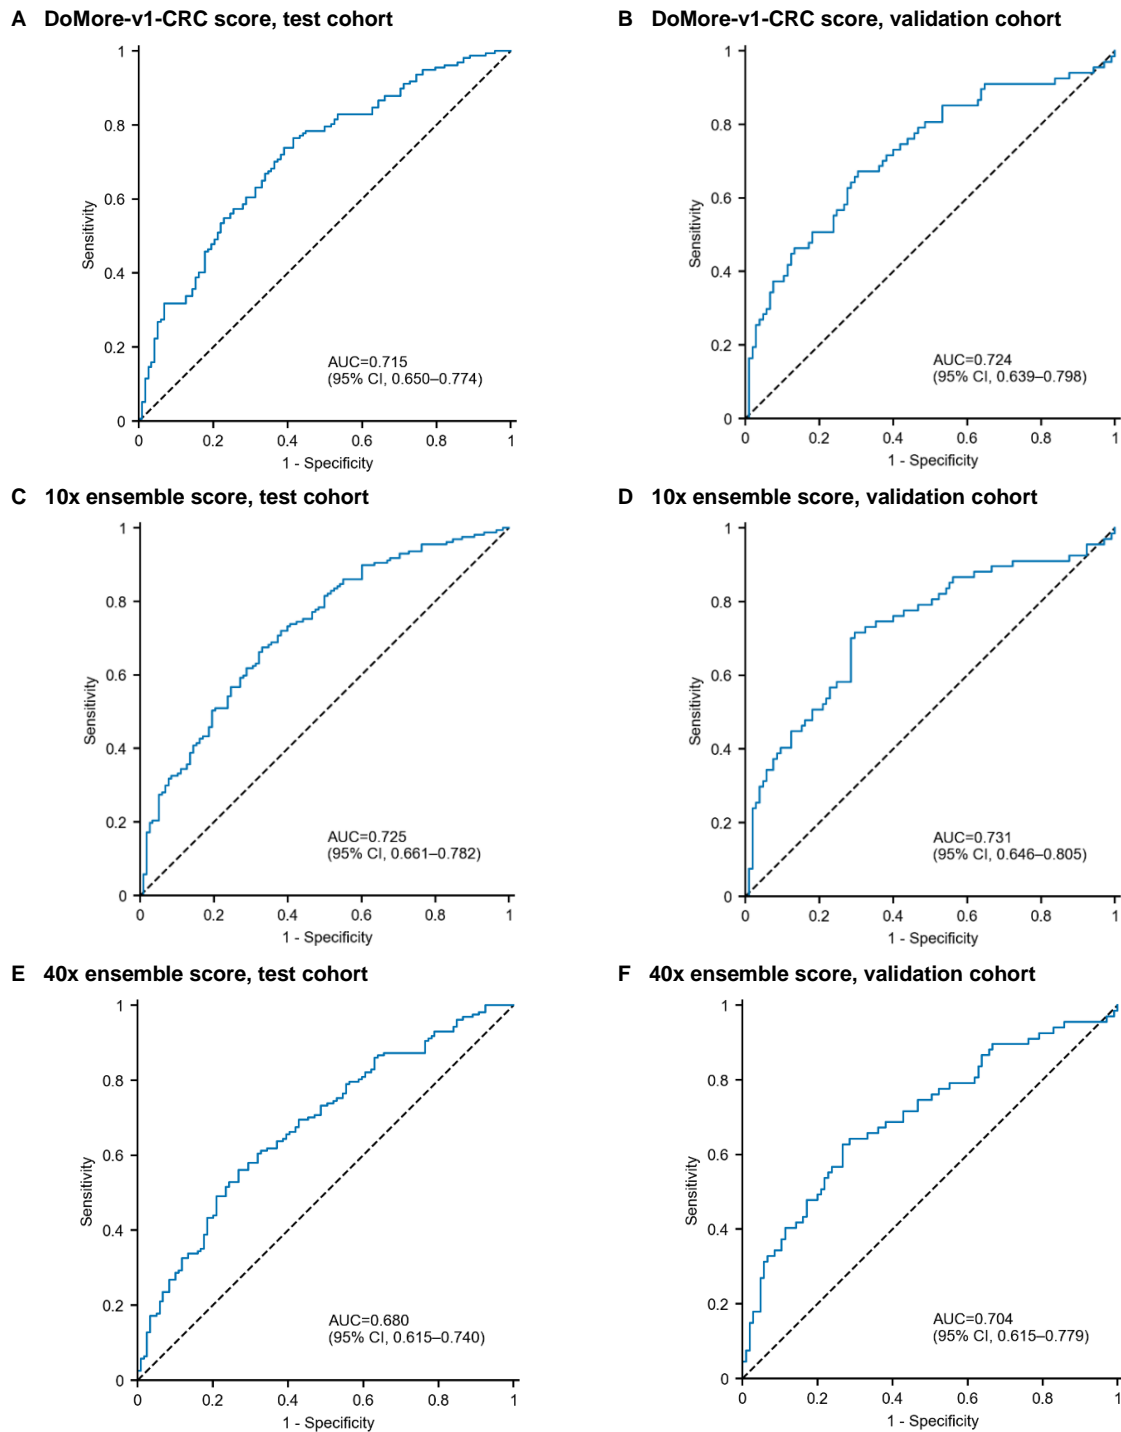 A DoMore-v1-CRC score, test cohort
1
0.8
0.6
0.4
0.2
0
Sensitivity
AUC=0.715
(95% CI, 0.650–0.774)
0 0.2 0.4 0.6 0.8 1
1 - Specificity
B DoMore-v1-CRC score, validation cohort
1
0.8
0.6
0.4
0.2
0
Sensitivity
AUC=0.724
(95% CI, 0.639–0.798)
0 0.2 0.4 0.6 0.8 1
1 - Specificity
C 10x ensemble score, test cohort
1
0.8
0.6
0.4
0.2
0
Sensitivity
AUC=0.725
(95% CI, 0.661–0.782)
0 0.2 0.4 0.6 0.8 1
1 - Specificity
D 10x ensemble score, validation cohort
1
0.8
0.6
0.4
0.2
0
Sensitivity
AUC=0.731
(95% CI, 0.646–0.805)
0 0.2 0.4 0.6 0.8 1
1 - Specificity
E 40x ensemble score, test cohort
1
0.8
0.6
0.4
0.2
0
Sensitivity
AUC=0.680
(95% CI, 0.615–0.740)
0 0.2 0.4 0.6 0.8 1
1 - Specificity
F 40x ensemble score, validation cohort
1
0.8
0.6
0.4
0.2
0
Sensitivity
AUC=0.704
(95% CI, 0.615–0.779)
0 0.2 0.4 0.6 0.8 1
1 - Specificity